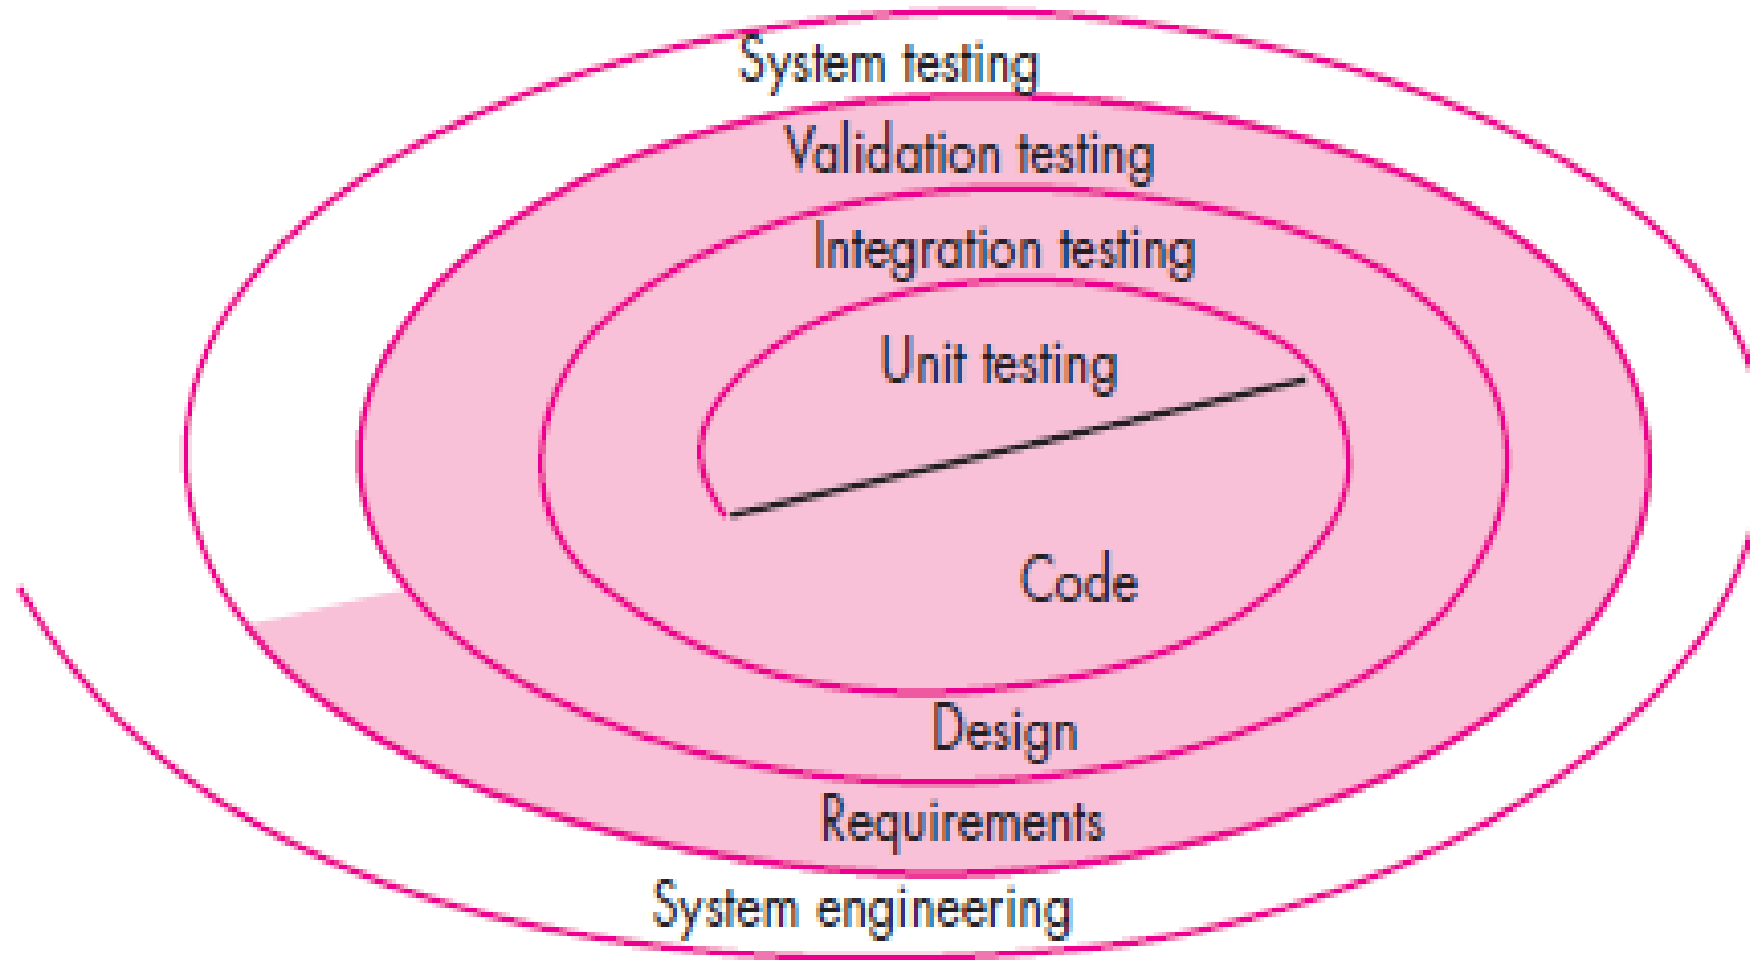 System testing
Validation testing
Integration testing
Unit testing
Code
Design
Requirements
System engineering